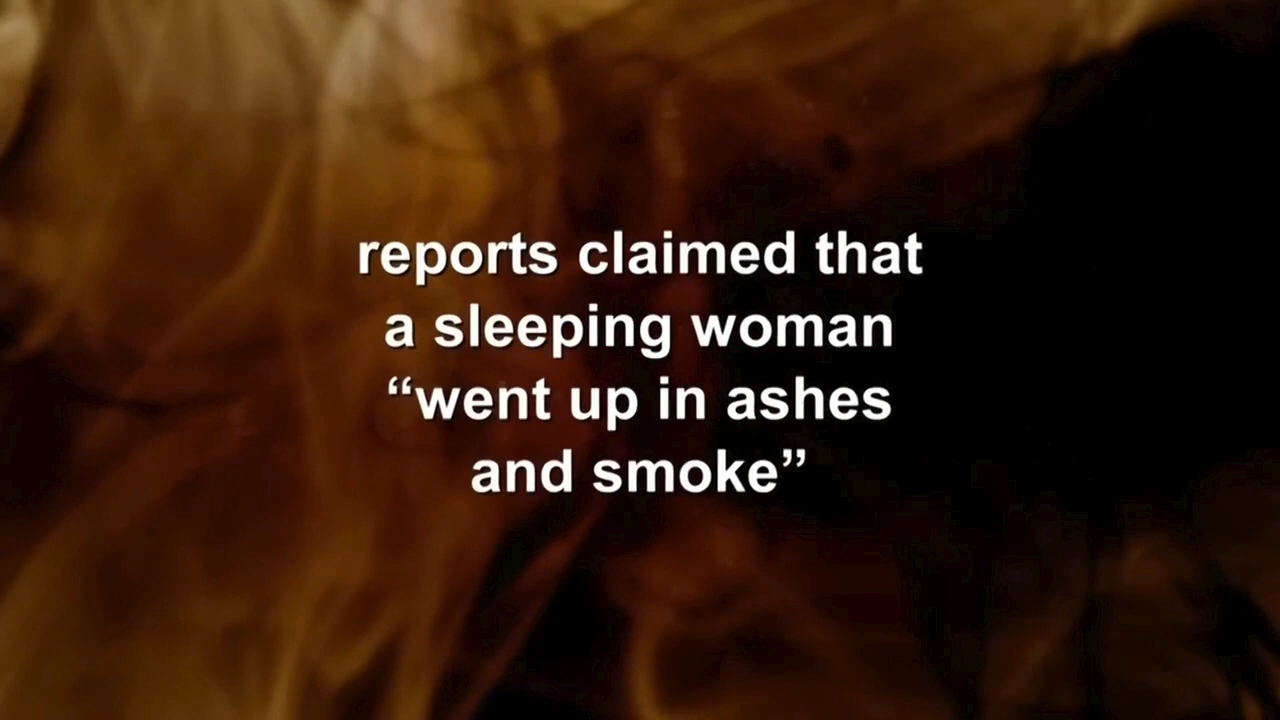 reports claimed that
a sleeping woman
“went up in ashes
and smoke”